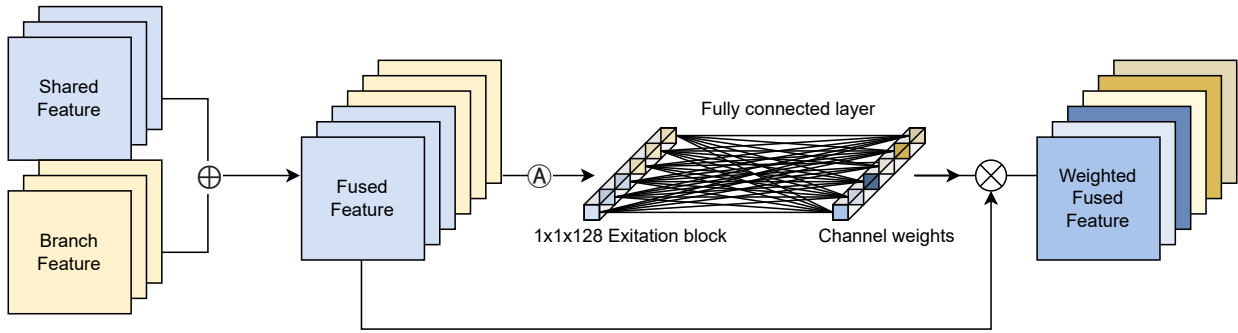 Shared
Feature
Branch
Feature
Fused
Feature
A
Fully connected layer
1x1x128 Exitation block
Channel weights
Weighted
Fused
Feature